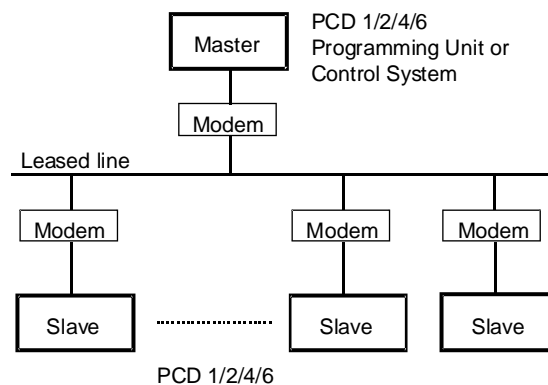 PCD 1/2/4/6
Master
Programming Unit or
Control System
Modem
Leased line
Modem
Modem
Modem
Slave
Slave
Slave
PCD 1/2/4/6